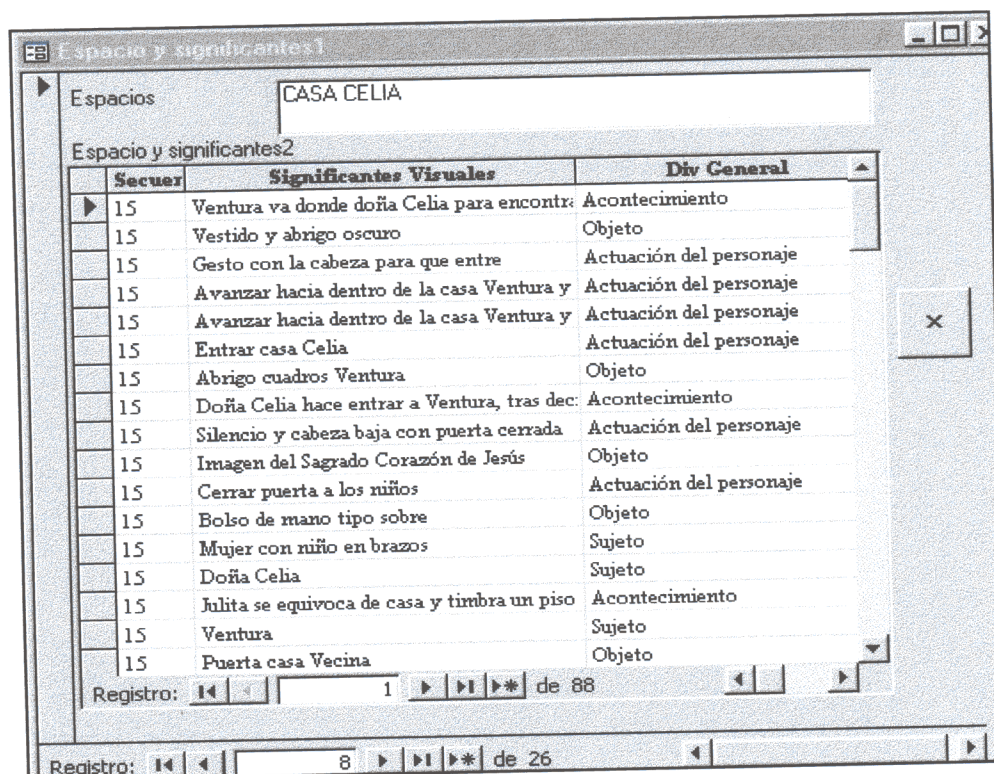 Espacio y significantes1
Espacios CASA CELIA
Espacio y significantes2
Secuer Significantes Visuales Div General
15 Ventura va donde doña Celia para encontra Acontecimiento
15 Vestido y abrigo oscuro Objeto
15 Gesto con la cabeza para que entre Actuación del personaje
15 Avanzar hacia dentro de la casa Ventura y Actuación del personaje
15 Avanzar hacia dentro de la casa Ventura y Actuación del personaje
15 Entrar casa Celia Actuación del personaje
15 Abrigo cuadros Ventura Objeto
15 Doña Celia hace entrar a Ventura, tras dec: Acontecimiento
15 Silencio y cabeza baja con puerta cerrada Actuación del personaje
15 Imagen del Sagrado Corazón de Jesús Objeto
15 Cerrar puerta a los niños Actuación del personaje
15 Bolso de mano tipo sobre Objeto
15 Mujer con niño en brazos Sujeto
15 Doña Celia Sujeto
15 Julita se equivoca de casa y timbra un piso Acontecimiento
15 Ventura Sujeto
15 Puerta casa Vecina Objeto
Registro: 1 de 88
Registro: 8 de 26